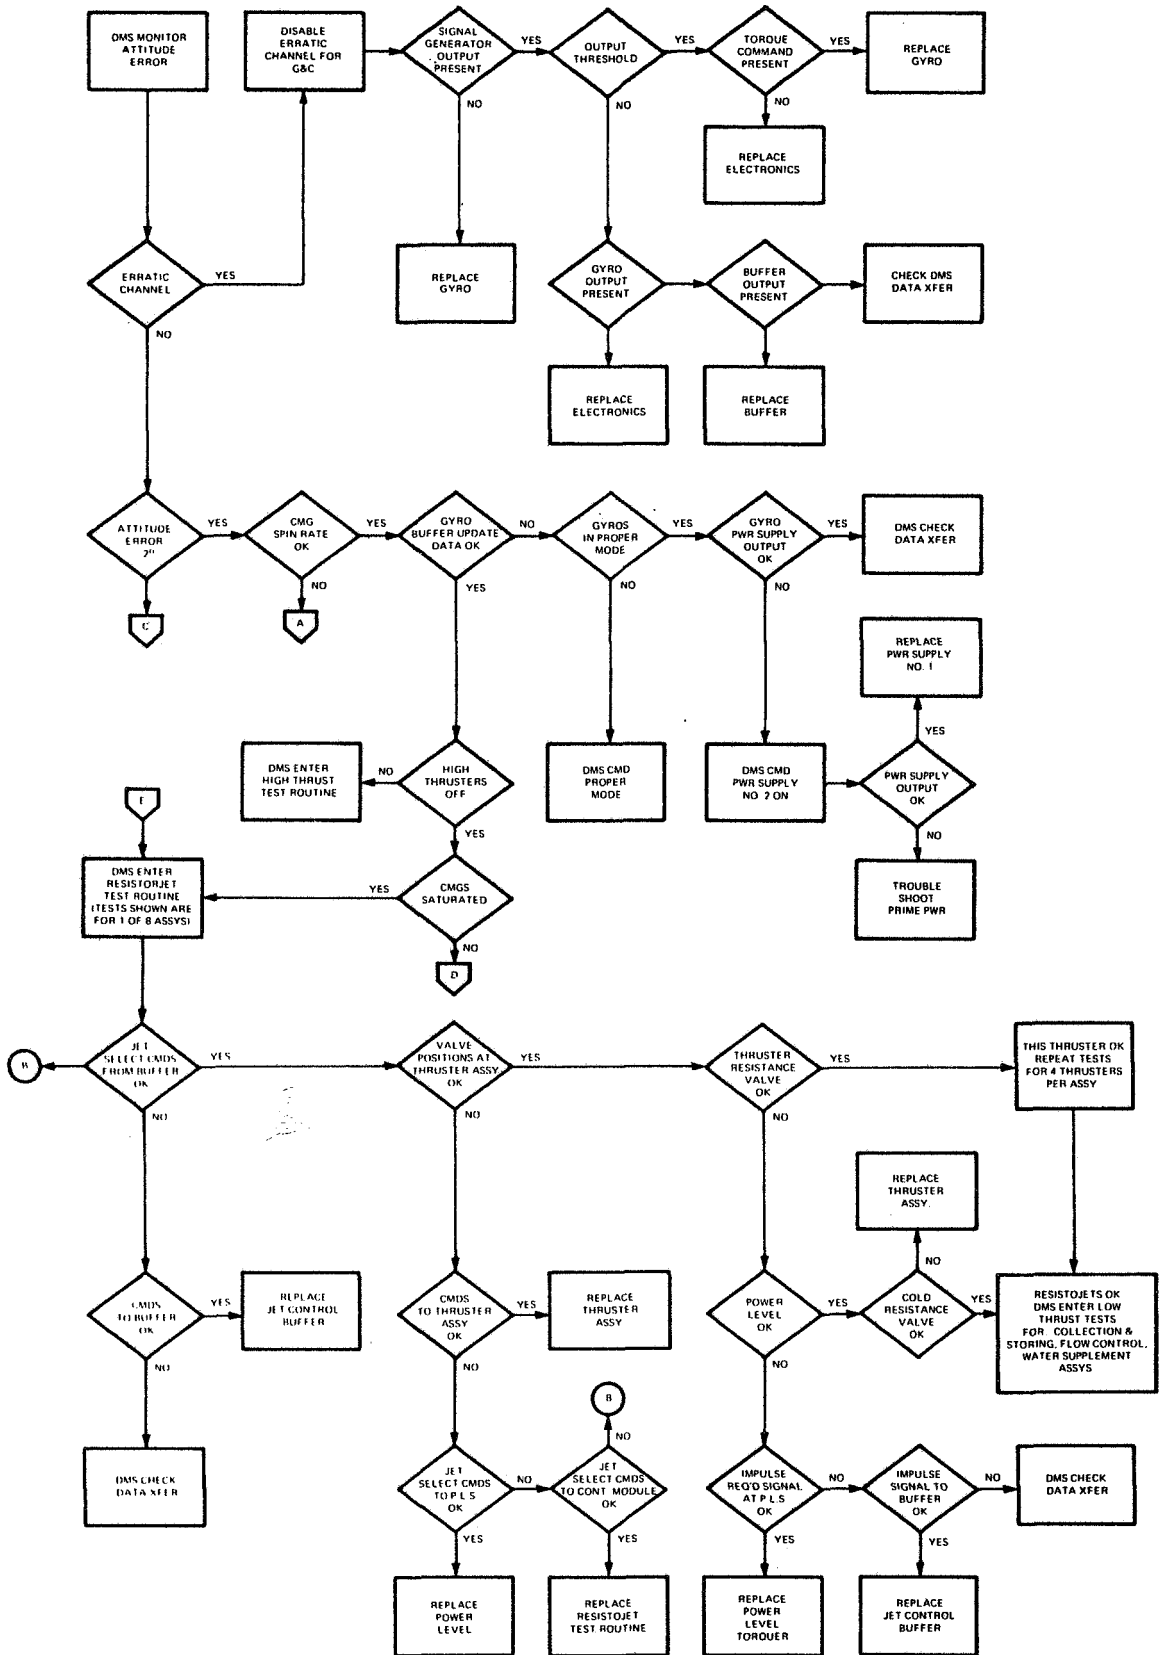 DMS MONITOR
ATTITUDE
ERROR
DISABLE
ERRATIC
CHANNEL FOR
G&C
SIGNAL
GENERATOR
OUTPUT
PRESENT
YES
OUTPUT
THRESHOLD
YES
TORQUE
COMMAND
PRESENT
YES
REPLACE
GYRO
NO
NO
NO
REPLACE
ELECTRONICS
ERRATIC
CHANNEL
YES
REPLACE
GYRO
GYRO
OUTPUT
PRESENT
BUFFER
OUTPUT
PRESENT
CHECK DMS
DATA XFER
NO
REPLACE
ELECTRONICS
REPLACE
BUFFER
ATTITUDE
ERROR
YES
CMG
SPIN RATE
OK
YES
GYRO
BUFFER UPDATE
DATA OK
NO
GYROS
IN PROPER
MODE
YES
GYRO
PWR SUPPLY
OUTPUT
OK
YES
DMS CHECK
DATA XFER
NO
YES
NO
NO
C
A
REPLACE
PWR SUPPLY
NO. 1
YES
DMS ENTER
HIGH THRUST
TEST ROUTINE
NO
HIGH
THRUSTERS
OFF
DMS CMD
PROPER
MODE
DMS CMD
PWR SUPPLY
NO. 2 ON
PWR SUPPLY
OUTPUT
OK
YES
NO
DMS ENTER
RESISTORJET
TEST ROUTINE
(TESTS SHOWN ARE
FOR 1 OF 8 ASSYS)
YES
CMGS
SATURATED
TROUBLE
SHOOT
PRIME PWR
NO
D
B
JET
SELECT CMDS
FROM BUFFER
OK
YES
VALVE
POSITIONS AT
THRUSTER ASSY.
OK
YES
THRUSTER
RESISTANCE
VALVE
OK
YES
THIS THRUSTER OK
REPEAT TESTS
FOR 4 THRUSTERS
PER ASSY
NO
NO
NO
REPLACE
THRUSTER
ASSY.
NO
CMDS
TO BUFFER
OK
YES
REPLACE
JET CONTROL
BUFFER
CMDS
TO THRUSTER
ASSY
OK
YES
REPLACE
THRUSTER
ASSY
POWER
LEVEL
OK
YES
COLD
RESISTANCE
VALVE
OK
YES
RESISTOJETS OK
DMS ENTER LOW
THRUST TESTS
FOR COLLECTION &
STORING, FLOW CONTROL,
WATER SUPPLEMENT
ASSYS
NO
NO
NO
B
NO
DMS CHECK
DATA XFER
JET
SELECT CMDS
TO P.L.S
OK
NO
JET
SELECT CMDS
TO CONT MODULE
OK
IMPULSE
REQ'D SIGNAL
AT P.L.S
OK
NO
IMPULSE
SIGNAL TO
BUFFER
OK
NO
DMS CHECK
DATA XFER
YES
YES
YES
YES
REPLACE
POWER
LEVEL
REPLACE
RESISTOJET
TEST ROUTINE
REPLACE
POWER
LEVEL
TORQUER
REPLACE
JET CONTROL
BUFFER